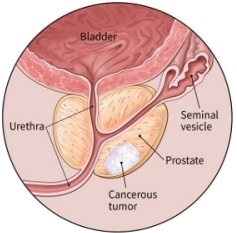 Bladder
Seminal
vesicle
Urethra
Prostate
Cancerous
tumor